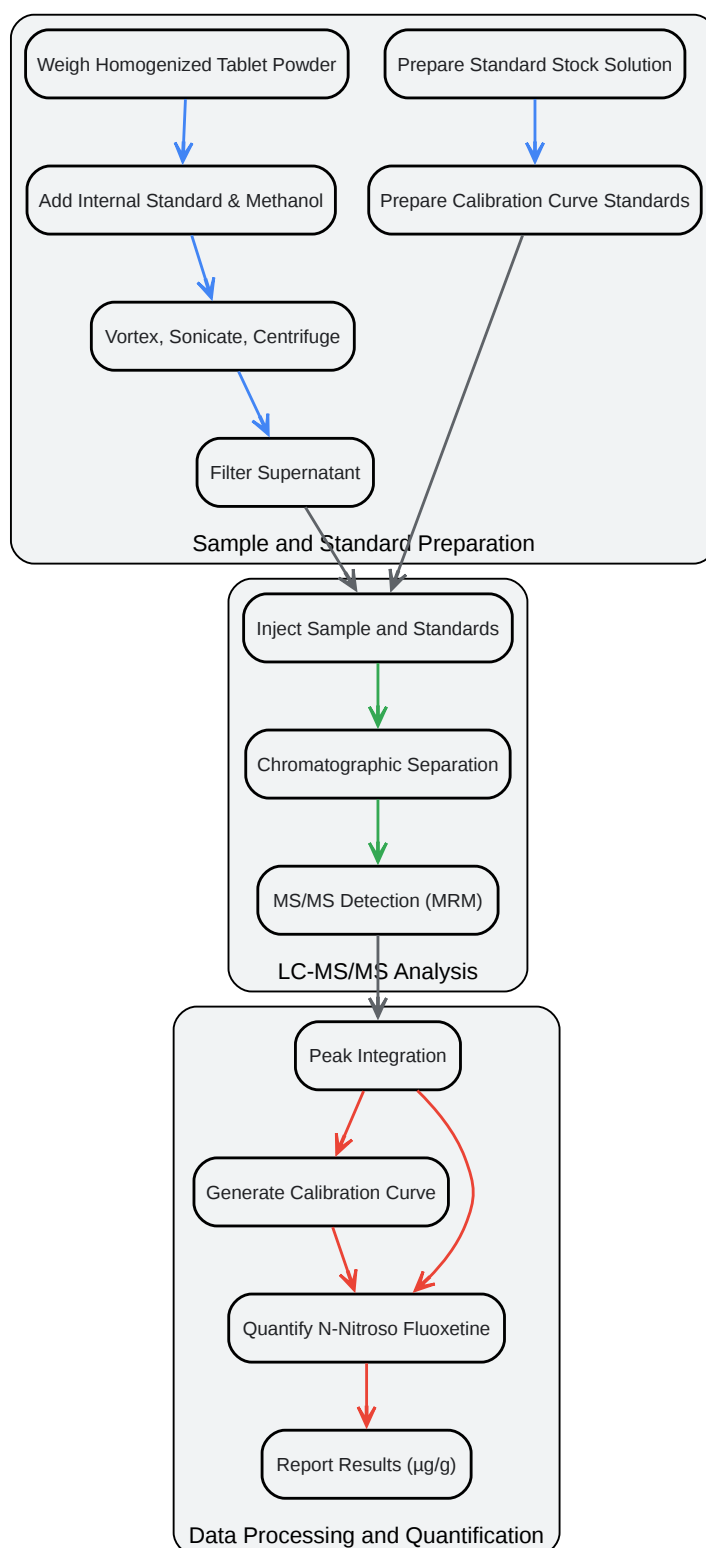 Weigh Homogenized Tablet Powder
Prepare Standard Stock Solution
Add Internal Standard & Methanol
Prepare Calibration Curve Standards
Vortex, Sonicate, Centrifuge
Filter Supernatant
Sample and Standard Preparation
Inject Sample and Standards
Chromatographic Separation
MS/MS Detection (MRM)
LC-MS/MS Analysis
Peak Integration
Generate Calibration Curve
Quantify N-Nitroso Fluoxetine
Report Results (µg/g)
Data Processing and Quantification